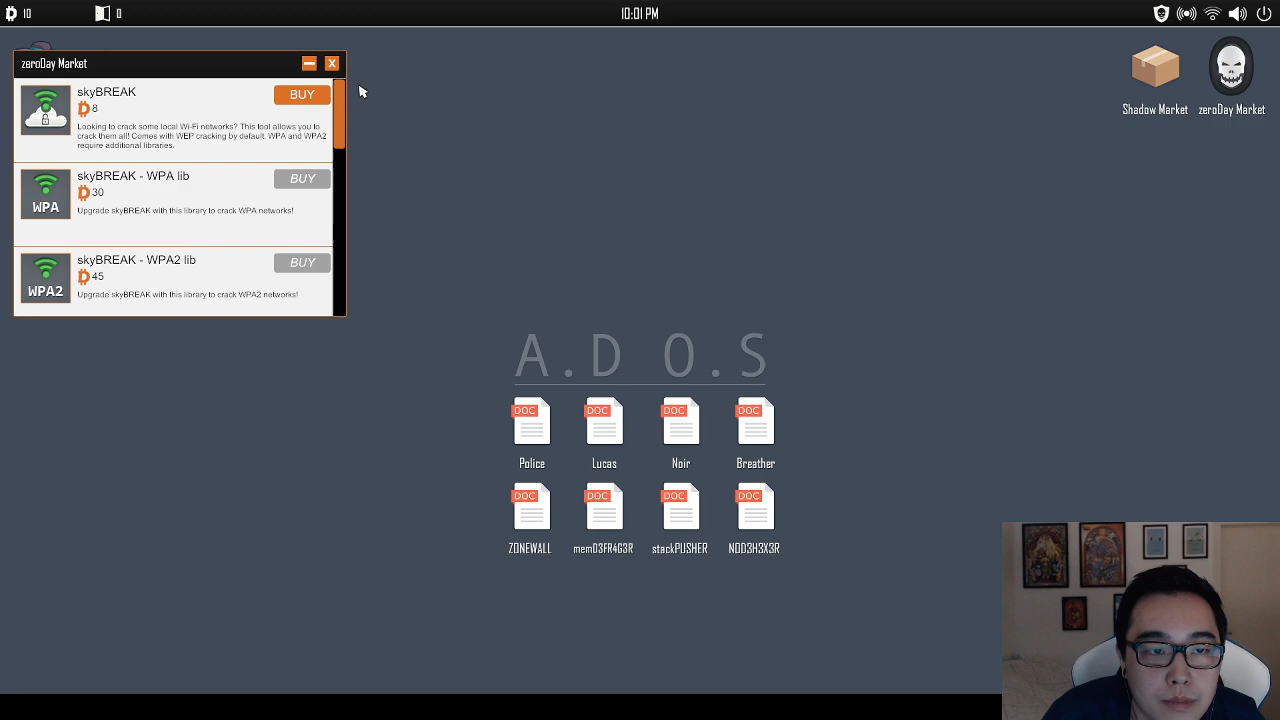 10
0
10:01 PM
zeroDay Market
skyBREAK
BUY
8
Looking to crack some local Wi-Fi networks? This tool allows you to
crack them all! Comes with WEP cracking by default. WPA and WPA2
require additional libraries.
WPA
skyBREAK - WPA lib
BUY
30
Upgrade skyBREAK with this library to crack WPA networks!
WPA2
skyBREAK - WPA2 lib
BUY
45
Upgrade skyBREAK with this library to crack WPA2 networks!
Shadow Market
zeroDay Market
A.D O.S
DOC
DOC
DOC
DOC
Police
Lucas
Noir
Breather
DOC
DOC
DOC
DOC
ZONEWALL
memD3FR4G3R
stackPUSHER
NOD3H3X3R